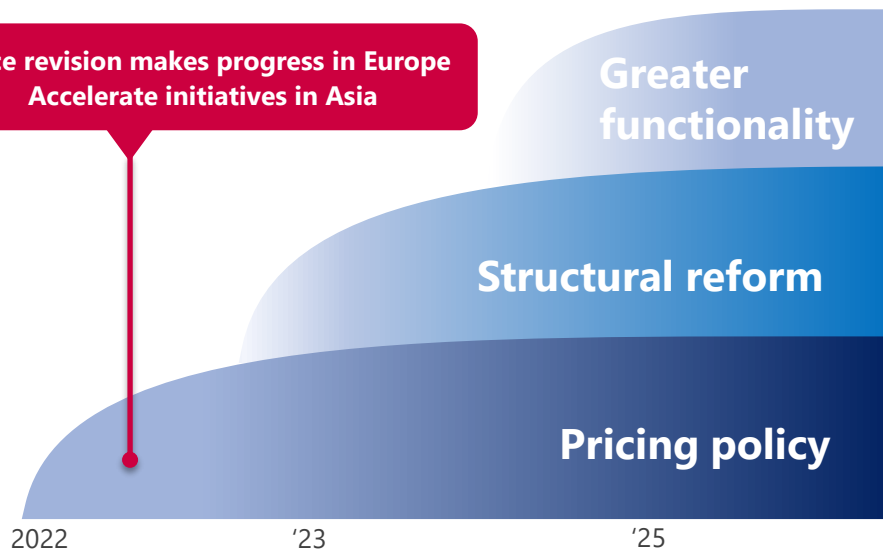 revision makes progress in Europe
Accelerate initiatives in Asia
Greater
functionality
Structural reform
Pricing policy
2022 ‘23 ‘25